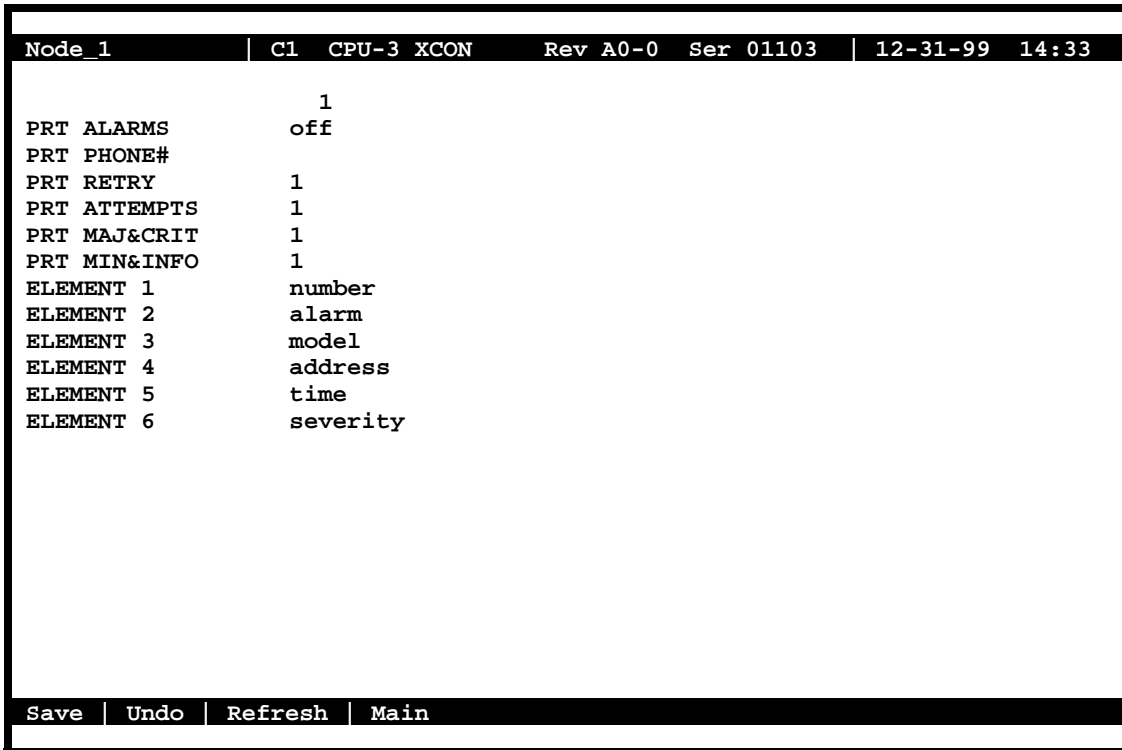 Node_1 | C1 CPU-3 XCON Rev A0-0 Ser 01103 | 12-31-99 14:33
1
PRT ALARMS off
PRT PHONE#
PRT RETRY 1
PRT ATTEMPTS 1
PRT MAJ&CRIT 1
PRT MIN&INFO 1
ELEMENT 1 number
ELEMENT 2 alarm
ELEMENT 3 model
ELEMENT 4 address
ELEMENT 5 time
ELEMENT 6 severity
Save | Undo | Refresh | Main